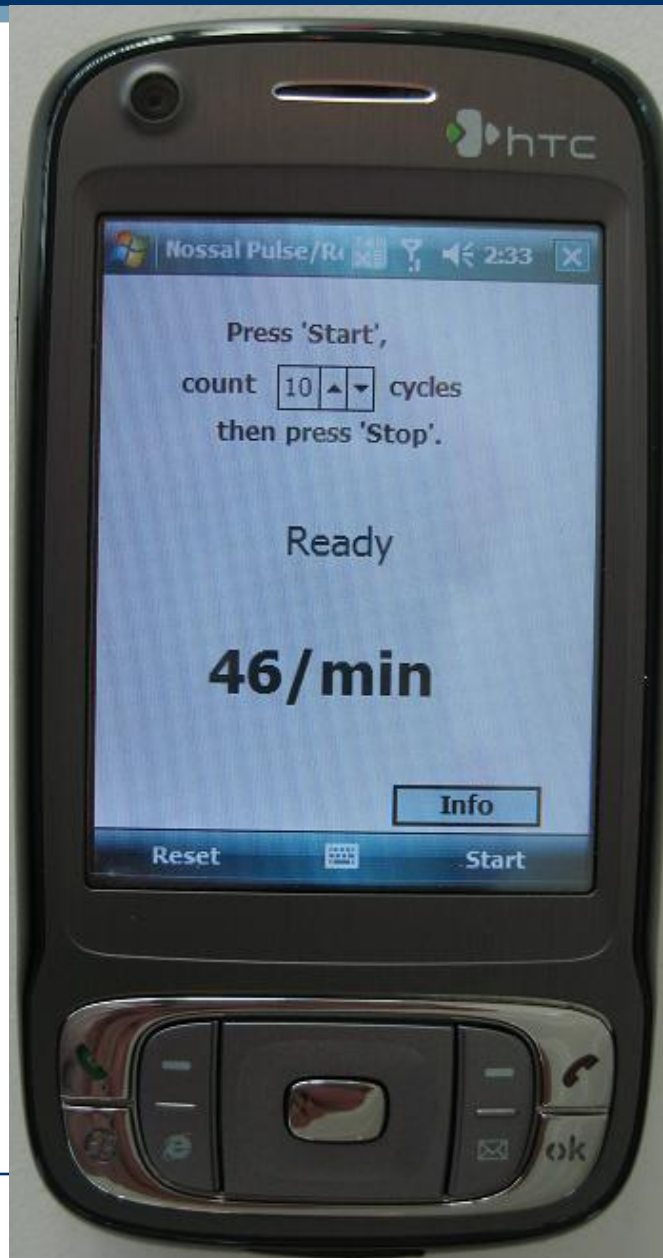 hTC
Nossal Pulse/R 2:33
Press 'Start',
count 10 cycles
then press 'Stop'.
Ready
46/min
Info
Reset Start
ok